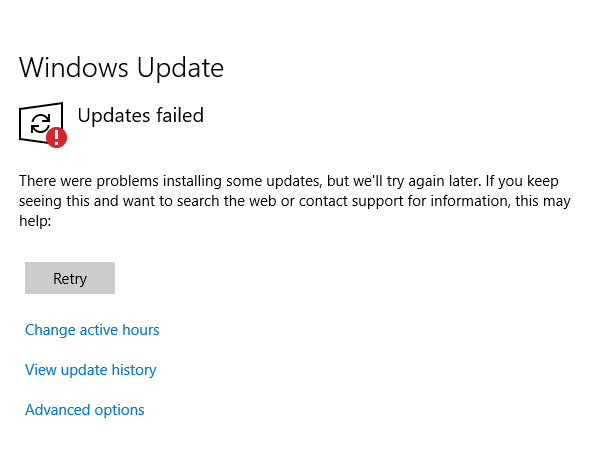 Windows Update
Updates failed
There were problems installing some updates, but we'll try again later. If you keep
seeing this and want to search the web or contact support for information, this may
help:
Retry
Change active hours
View update history
Advanced options